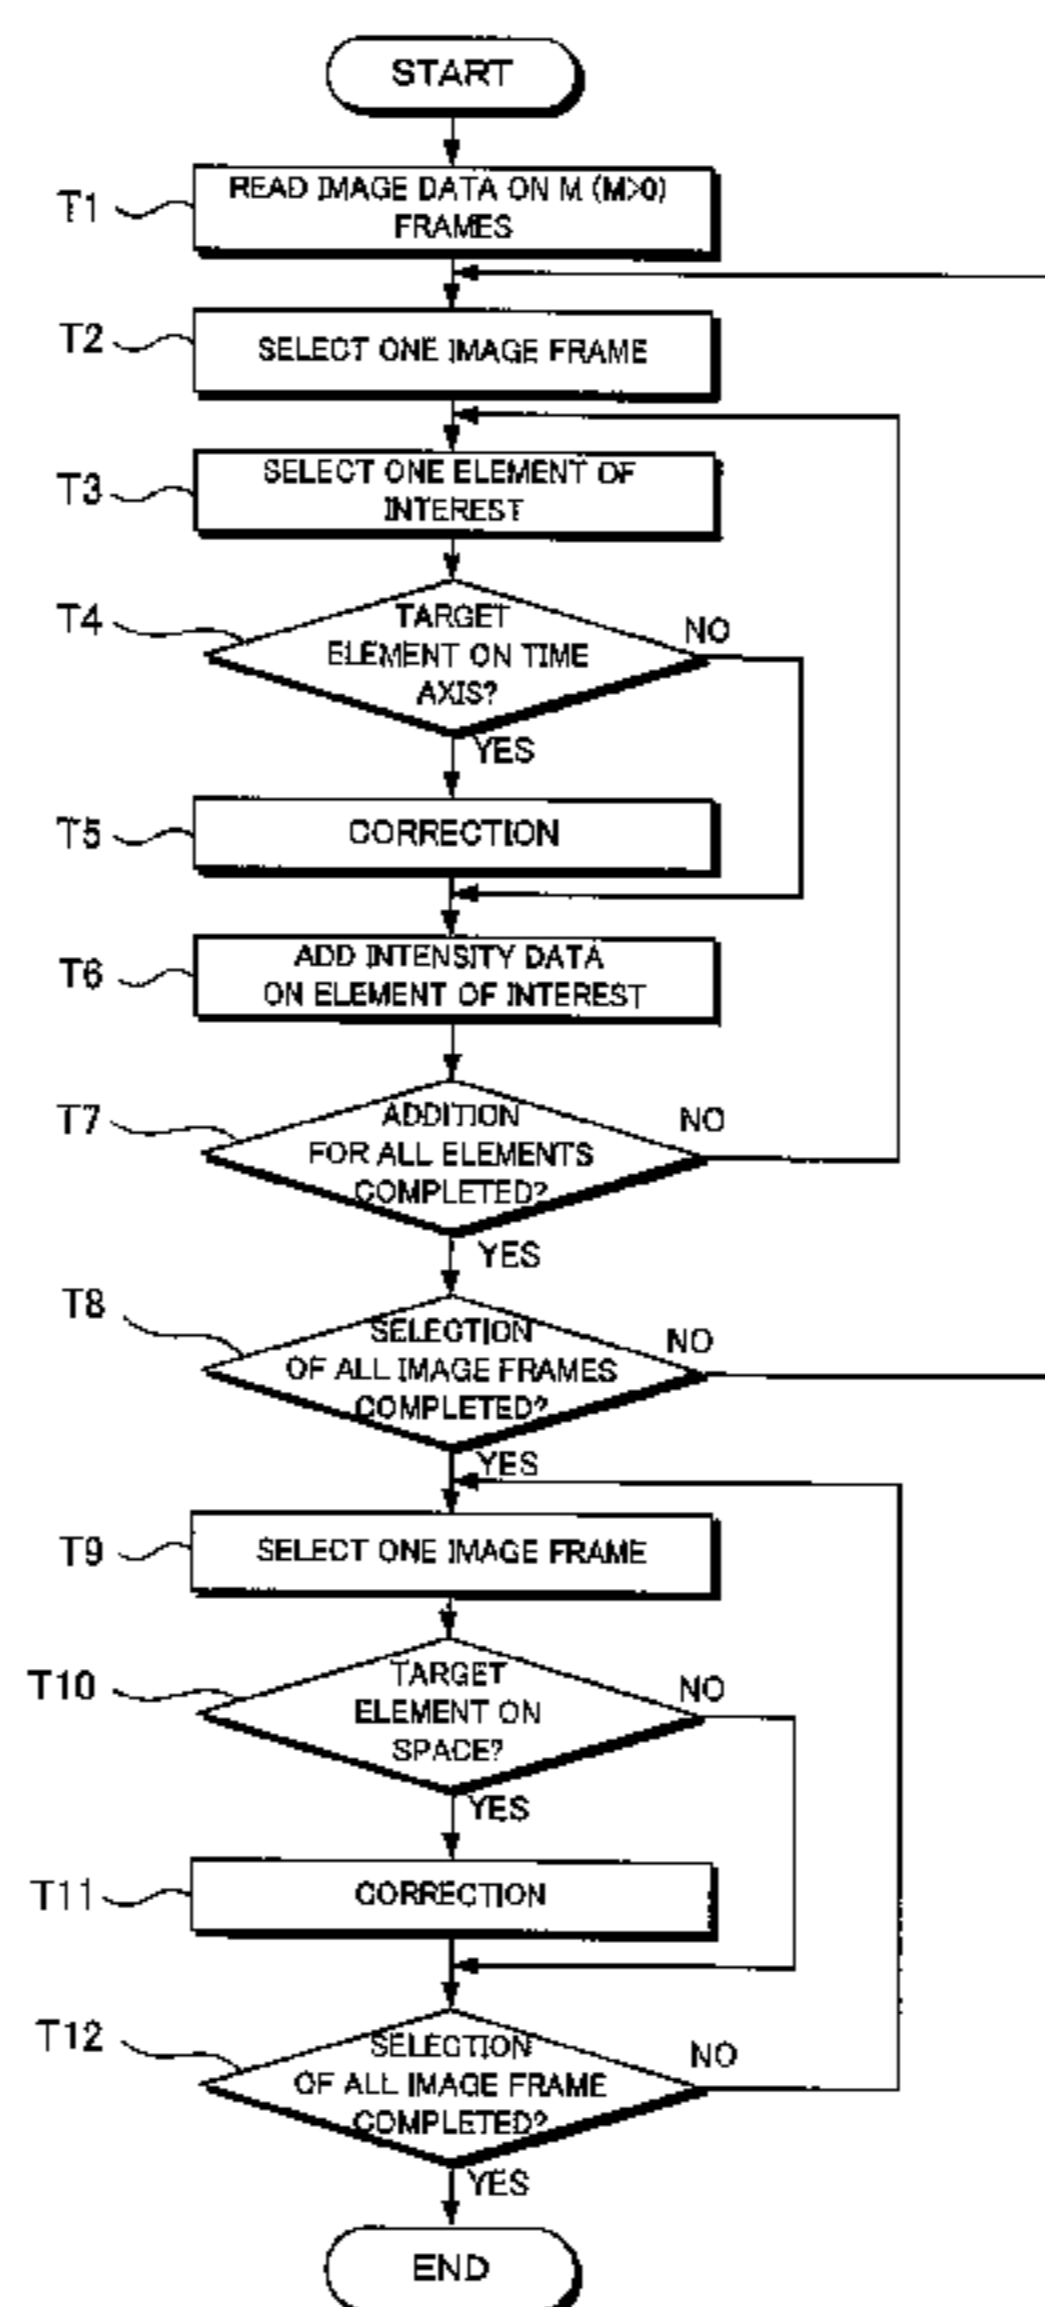 START
T1
READ IMAGE DATA ON M (M>0)
FRAMES
T2
SELECT ONE IMAGE FRAME
T3
SELECT ONE ELEMENT OF
INTEREST
T4
TARGET
ELEMENT ON TIME
AXIS?
NO
YES
T5
CORRECTION
T6
ADD INTENSITY DATA
ON ELEMENT OF INTEREST
T7
ADDITION
FOR ALL ELEMENTS
COMPLETED?
NO
YES
T8
SELECTION
OF ALL IMAGE FRAMES
COMPLETED?
NO
YES
T9
SELECT ONE IMAGE FRAME
T10
TARGET
ELEMENT ON
SPACE?
NO
YES
T11
CORRECTION
T12
SELECTION
OF ALL IMAGE FRAME
COMPLETED?
NO
YES
END